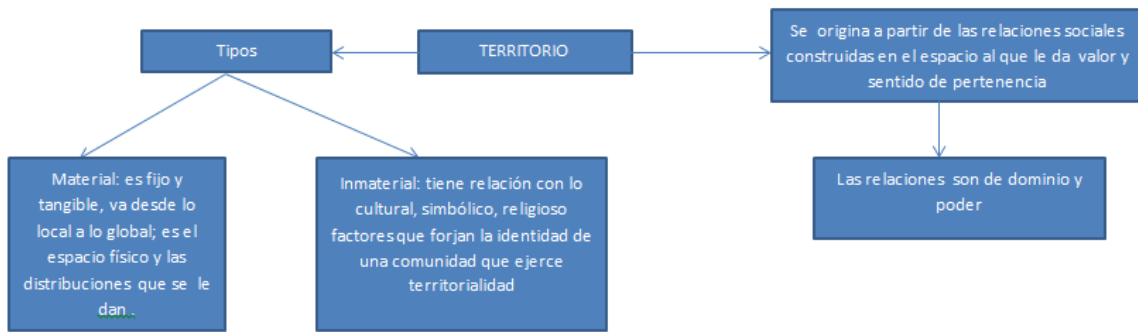 Tipos
TERRITORIO
Se origina a partir de las relaciones sociales
construidas en el espacio al que le da valor y
sentido de pertenencia
Material: es fijo y
tangible, va desde lo
local a lo global; es el
espacio físico y las
distribuciones que se le
dan .
Inmaterial: tiene relación con lo
cultural, simbólico, religioso
factores que forjan la identidad de
una comunidad que ejerce
territorialidad
Las relaciones son de dominio y
poder